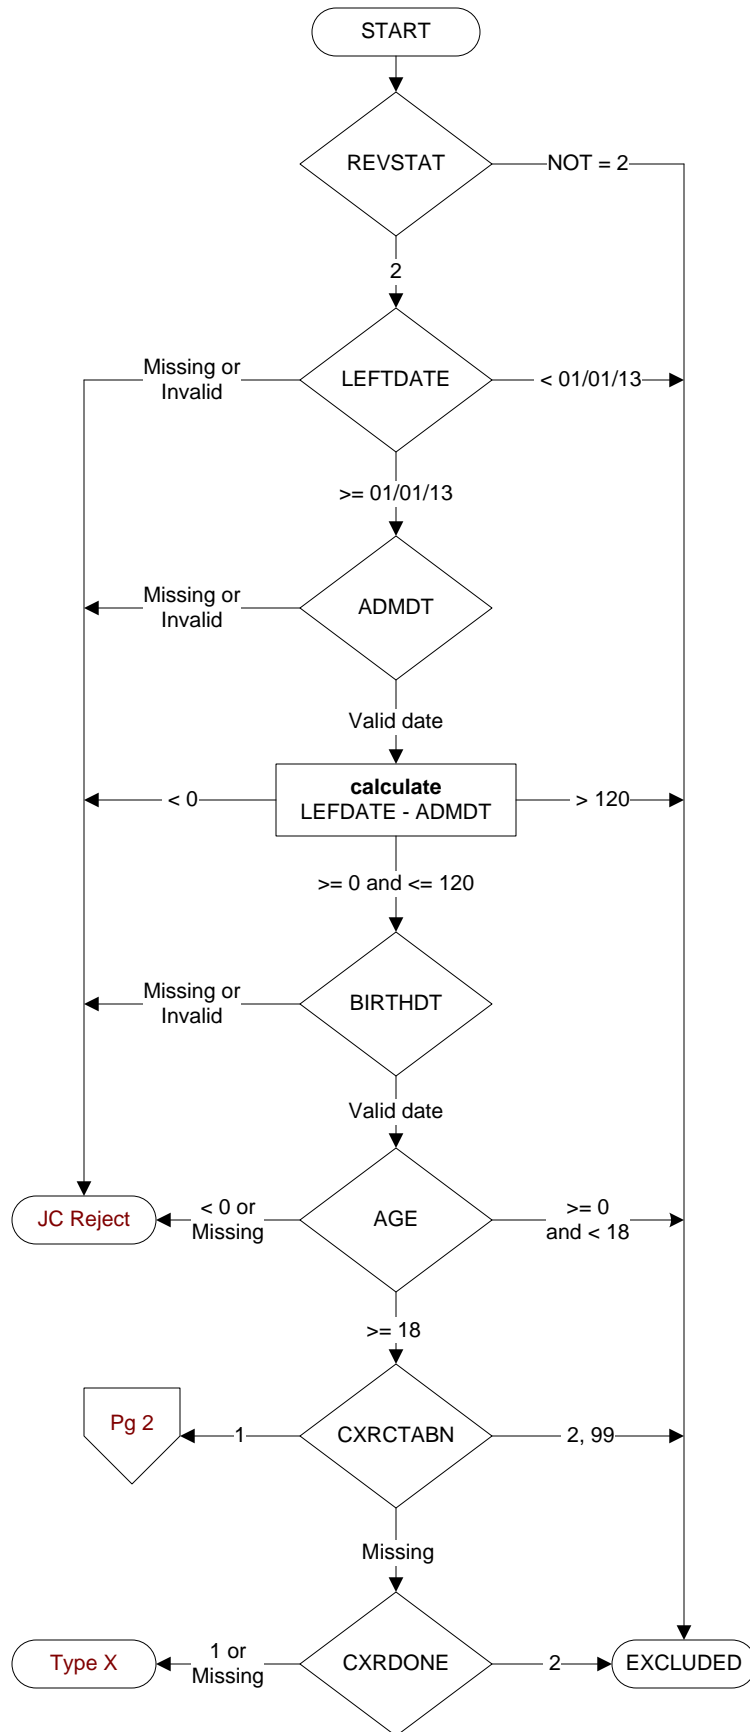 START
REVSTAT
NOT = 2
2
Missing or
Invalid
LEFTDATE
< 01/01/13
>= 01/01/13
Missing or
Invalid
ADMDT
Valid date
calculate
< 0
LEFDATE - ADMDT
> 120
>= 0 and <= 120
Missing or
Invalid
BIRTHDT
Valid date
JC Reject
< 0 or
Missing
AGE
>= 0
and < 18
>= 18
Pg 2
1
CXRCTABN
2, 99
Missing
Type X
1 or
Missing
CXRDONE
2
EXCLUDED